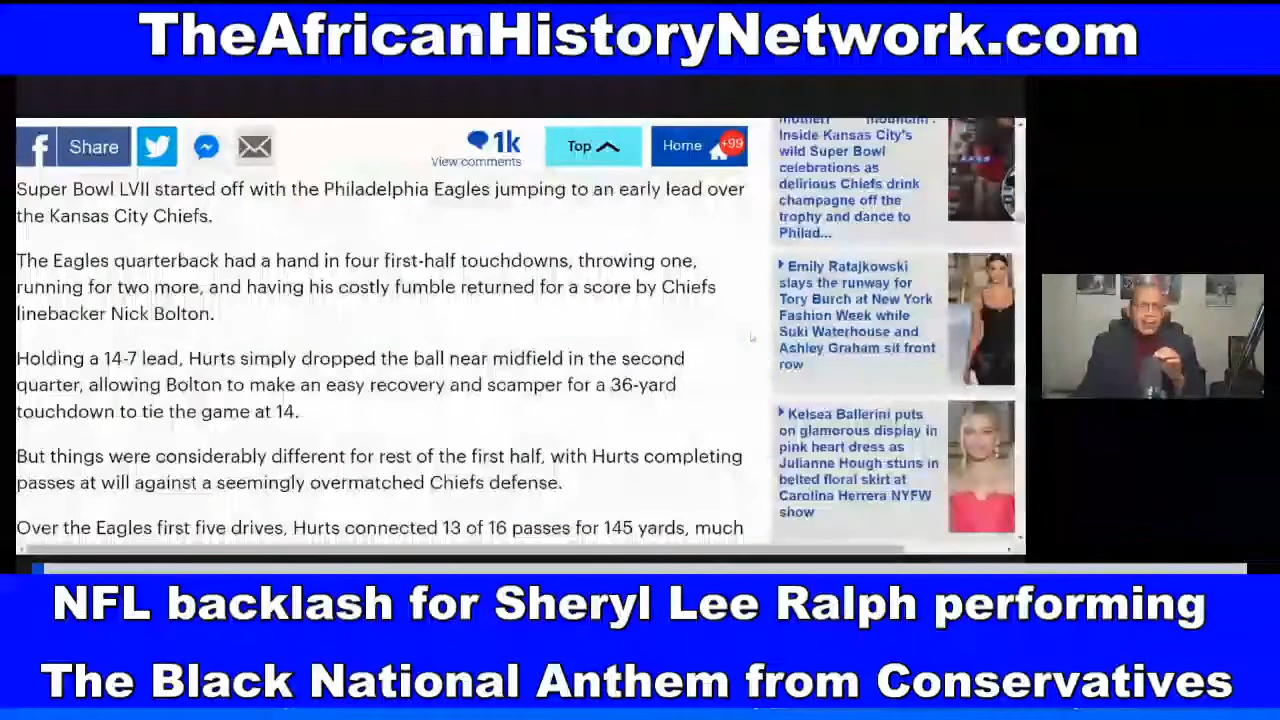 TheAfricanHistoryNetwork.com
Share
1k
View comments
Top
Home
+99
Super Bowl LVII started off with the Philadelphia Eagles jumping to an early lead over
the Kansas City Chiefs.
The Eagles quarterback had a hand in four first-half touchdowns, throwing one,
running for two more, and having his costly fumble returned for a score by Chiefs
linebacker Nick Bolton.
Holding a 14-7 lead, Hurts simply dropped the ball near midfield in the second
quarter, allowing Bolton to make an easy recovery and scamper for a 36-yard
touchdown to tie the game at 14.
But things were considerably different for rest of the first half, with Hurts completing
passes at will against a seemingly overmatched Chiefs defense.
Over the Eagles first five drives, Hurts connected 13 of 16 passes for 145 yards, much
Inside Kansas City's
wild Super Bowl
celebrations as
delirious Chiefs drink
champagne off the
trophy and dance to
Philad...
Emily Ratajkowski
slays the runway for
Tory Burch at New York
Fashion Week while
Suki Waterhouse and
Ashley Graham sit front
row
Kelsea Ballerini puts
on glamorous display in
pink heart dress as
Julianne Hough stuns in
belted floral skirt at
Carolina Herrera NYFW
show
NFL backlash for Sheryl Lee Ralph performing
The Black National Anthem from Conservatives